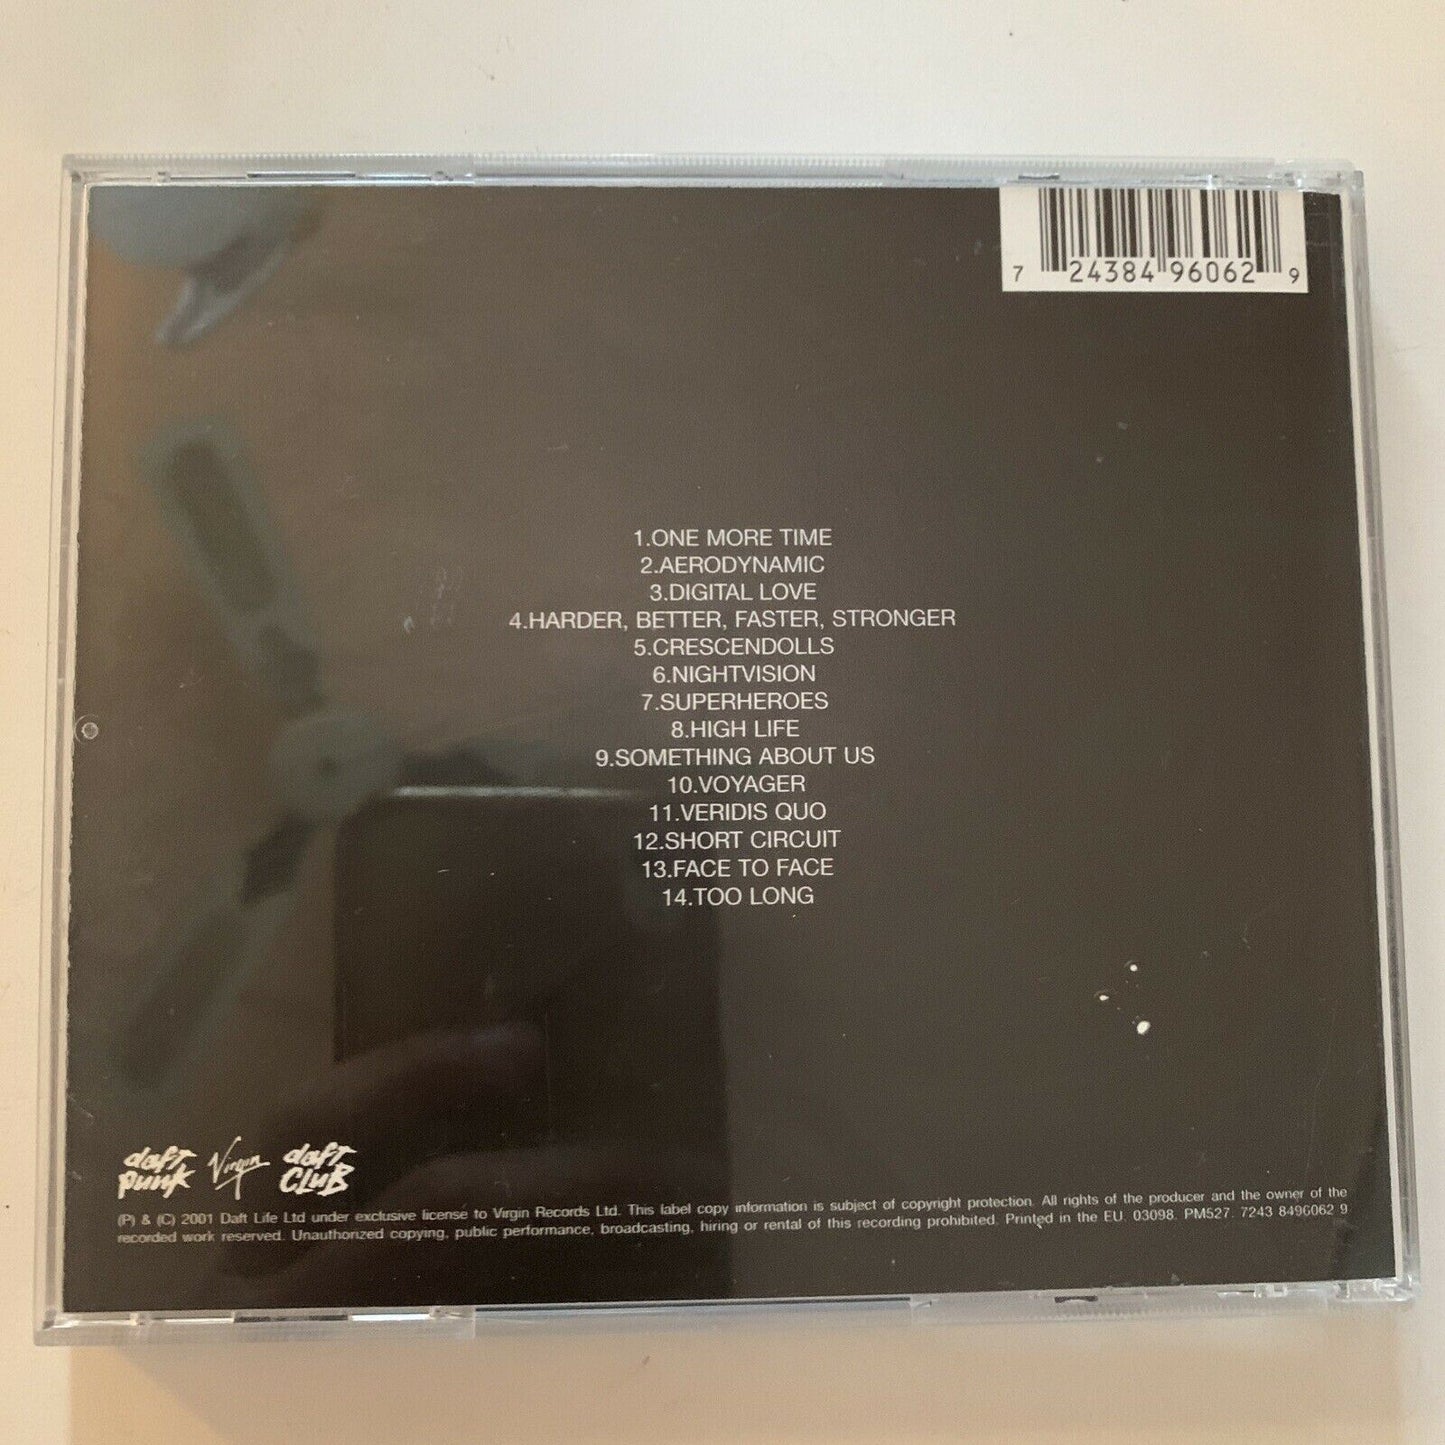 7 24384 96062 9
1.ONE MORE TIME
2.AERODYNAMIC
3.DIGITAL LOVE
4.HARDER, BETTER, FASTER, STRONGER
5.CRESCENDOLLS
6.NIGHTVISION
7.SUPERHEROES
8.HIGH LIFE
9.SOMETHING ABOUT US
10.VOYAGER
11.VERIDIS QUO
12.SHORT CIRCUIT
13.FACE TO FACE
14.TOO LONG
daft punk Virgin daft CLUB
(P) & (C) 2001 Daft Life Ltd under exclusive license to Virgin Records Ltd. This label copy information is subject of copyright protection. All rights of the producer and the owner of the
recorded work reserved. Unauthorized copying, public performance, broadcasting, hiring or rental of this recording prohibited. Printed in the EU. 03098. PM527. 7243 8496062 9